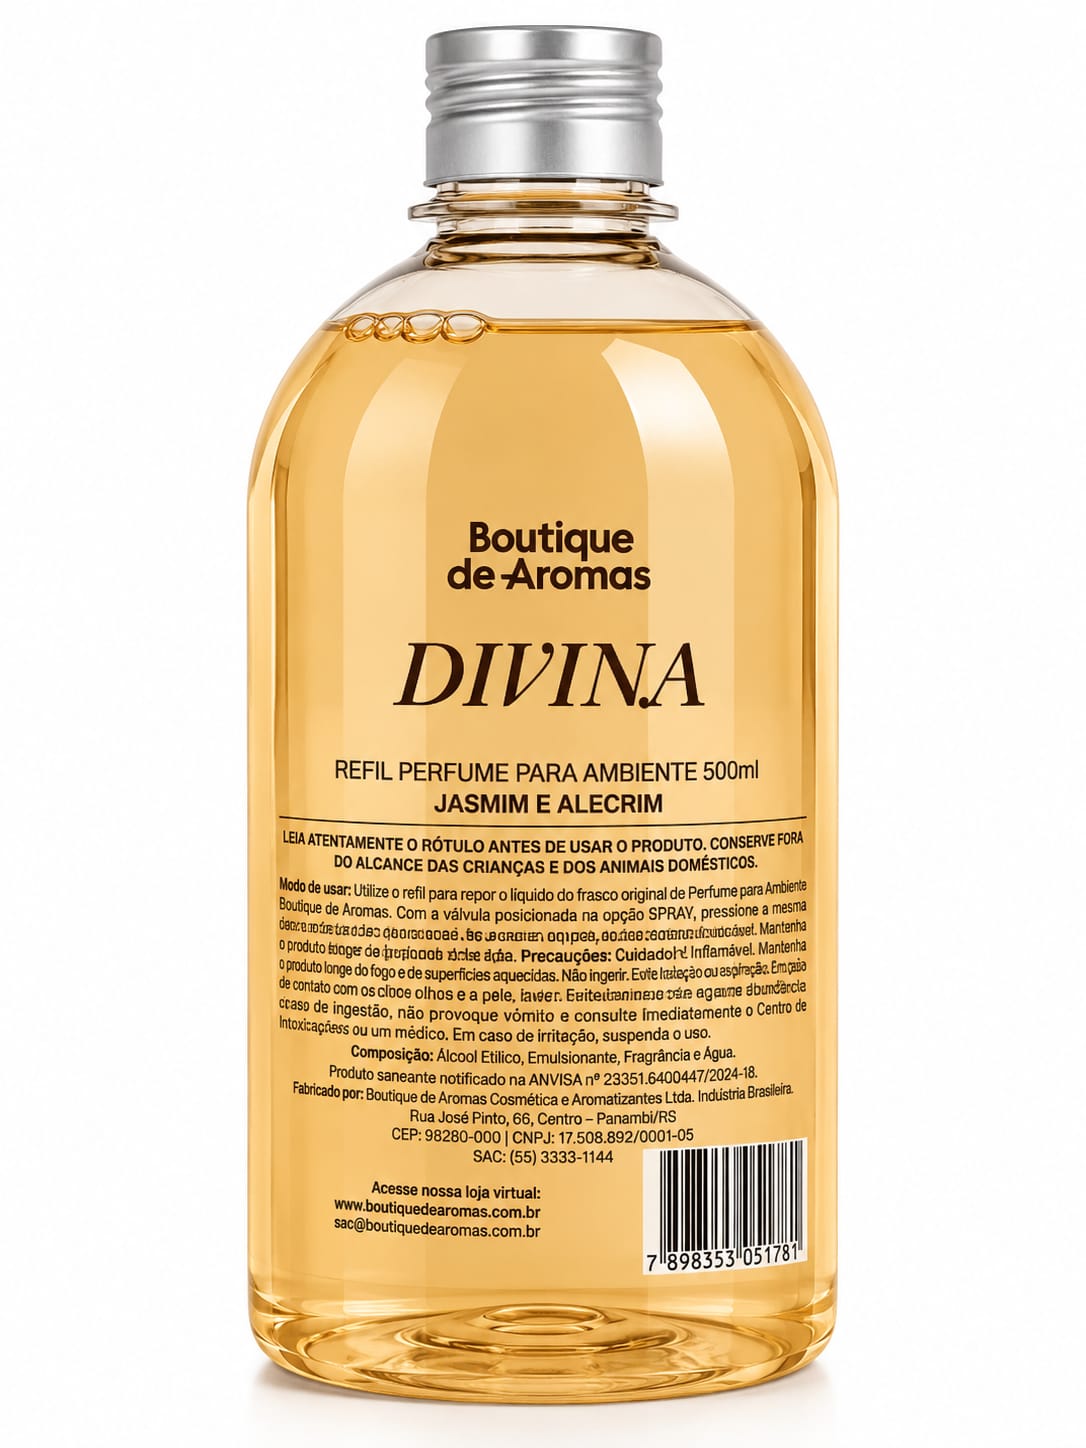 Boutique
de Aromas
DIVINA
REFIL PERFUME PARA AMBIENTE 500ml
JASMIM E ALECRIM
LEIA ATENTAMENTE O RÓTULO ANTES DE USAR O PRODUTO. CONSERVE FORA
DO ALCANCE DAS CRIANÇAS E DOS ANIMAIS DOMÉSTICOS.
Modo de usar: Utilize o refil para repor o líquido do frasco original de Perfume para Ambiente
Boutique de Aromas. Com a válvula posicionada na opção SPRAY, pressione a mesma
Mantenha
o produto de Precauções: Inflamável. Mantenha
o produto longe do fogo e de superfícies aquecidas. Não ingerir. ou
de contato com os olhos e a pele,
de ingestão, não provoque vómito e consulte imediatamente o Centro de
ou um médico. Em caso de irritação, suspenda o uso.
Composição: Álcool Etilico, Emulsionante, Fragrância e Água.
Produto saneante notificado na ANVISA nº 23351.6400447/2024-18.
Fabricado por: Boutique de Aromas Cosmética e Aromatizantes Ltda. Indústria Brasileira.
Rua José Pinto, 66, Centro – Panambi/RS
CEP: 98280-000 | CNPJ: 17.508.892/0001-05
SAC: (55) 3333-1144
Acesse nossa loja virtual:
www.boutiquedearomas.com.br
sac@boutiquedearomas.com.br
7 898353 051781